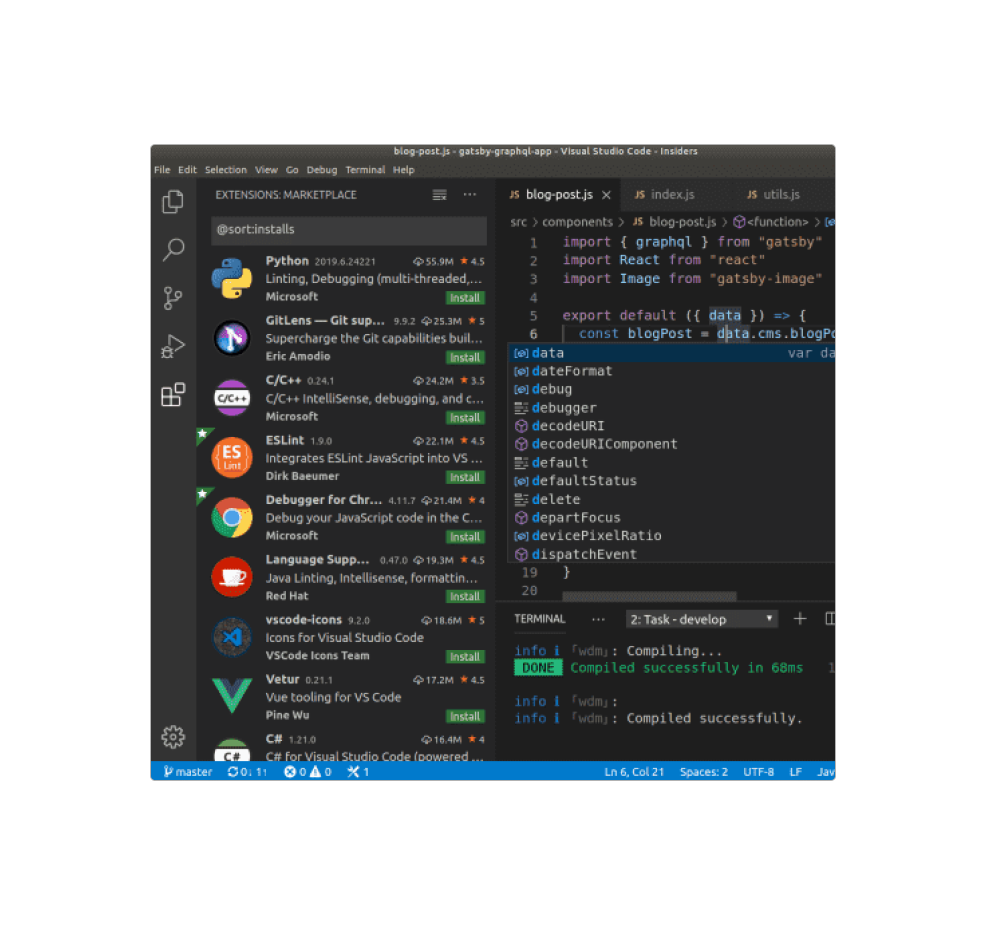 blog-post.js - gatsby-graphql-app - Visual Studio Code - Insiders
File Edit Selection View Go Debug Terminal Help
EXTENSIONS: MARKETPLACE
@sort:installs
Python 2019.6.24221 55.9M ★ 4.5
Linting, Debugging (multi-threaded,...
Microsoft Install
GitLens — Git sup... 9.9.2 25.3M ★ 5
Supercharge the Git capabilities buil...
Eric Amodio Install
C/C++
C/C++ 0.24.1 24.2M ★ 3.5
C/C++ IntelliSense, debugging, and c...
Microsoft Install
ES
Lint
ESLint 1.9.0 22.1M ★ 4.5
Integrates ESLint JavaScript into VS ...
Dirk Baeumer Install
Debugger for Chr... 4.11.7 21.4M ★ 4
Debug your JavaScript code in the C...
Microsoft Install
Language Supp... 0.47.0 19.3M ★ 4.5
Java Linting, Intellisense, formattin...
Red Hat Install
vscode-icons 9.2.0 18.6M ★ 5
Icons for Visual Studio Code
VSCode Icons Team Install
Vetur 0.21.1 17.2M ★ 4.5
Vue tooling for VS Code
Pine Wu Install
C#
C# 1.21.0 16.4M ★ 4
C# for Visual Studio Code (powered ...
JS blog-post.js × JS index.js JS utils.js
src > components > JS blog-post.js > <function> >
1 import { graphql } from "gatsby"
2 import React from "react"
3 import Image from "gatsby-image"
4
5 export default ({ data }) => {
6 const blogPost = data.cms.blogPo
data var da
dateFormat
debug
debugger
decodeURI
decodeURIComponent
default
defaultStatus
delete
departFocus
devicePixelRatio
dispatchEvent
19 }
20
TERMINAL ... 2: Task - develop
info i ｢wdm｣: Compiling...
DONE Compiled successfully in 68ms 1
info i ｢wdm｣:
info i ｢wdm｣: Compiled successfully.
master 0↓ 1↑ 0 0 1 Ln 6, Col 21 Spaces: 2 UTF-8 LF Jav